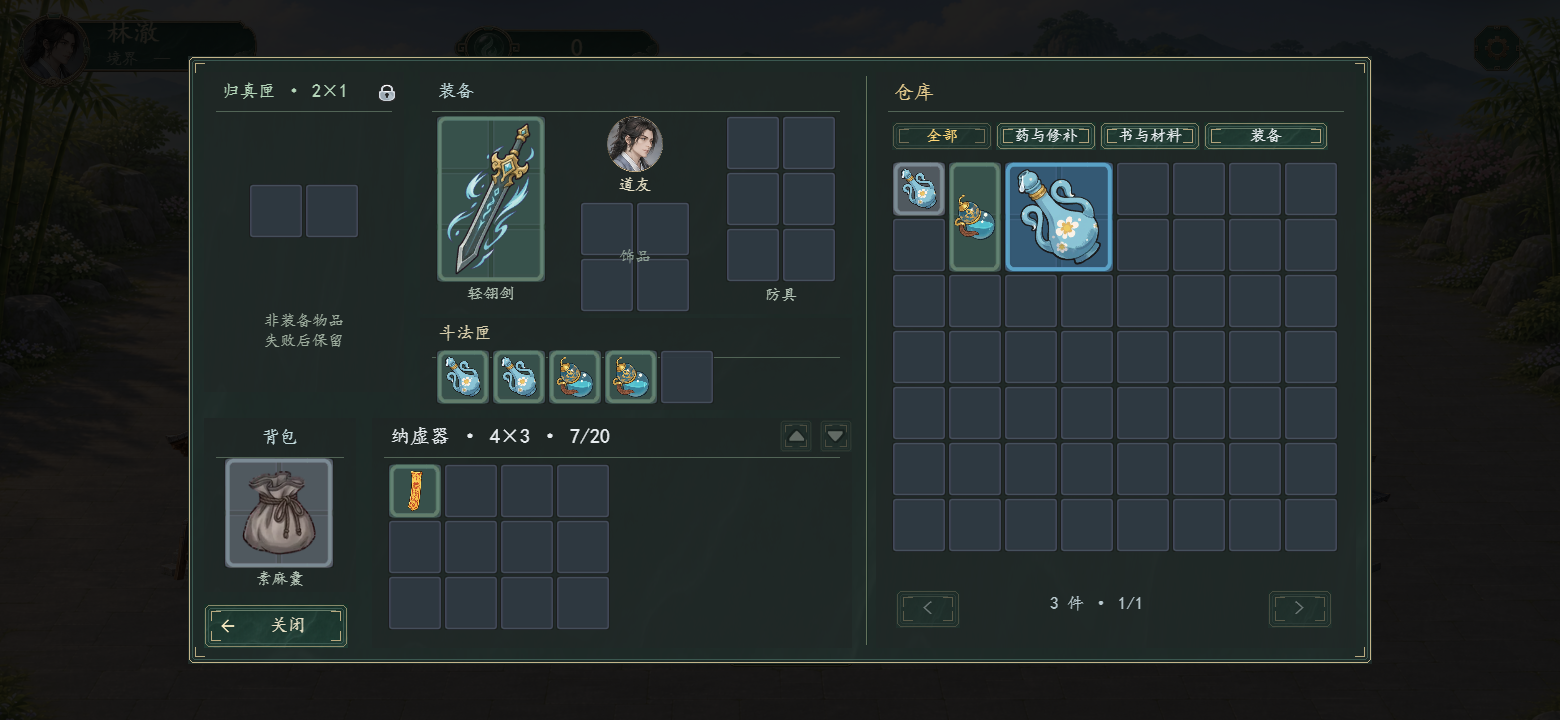 林澈
境界 一
0
归真匣 • 2×1
非装备物品
失败后保留
装备
轻翎剑
道友
饰品
防具
斗法匣
背包
素麻囊
关闭
纳虚器 • 4×3 • 7/20
仓库
全部
药与修补
书与材料
装备
3 件 • 1/1